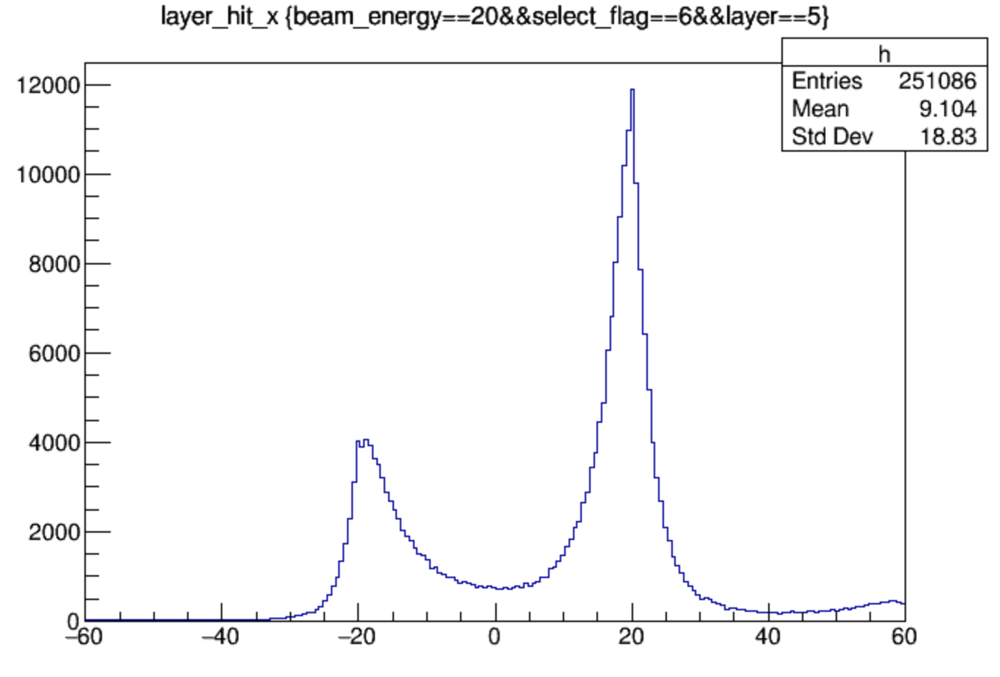 layer_hit_x {beam_energy==20&&select_flag==6&&layer==5}
h
Entries 251086
Mean 9.104
Std Dev 18.83
12000
10000
8000
6000
4000
2000
0
−60 −40 −20 0 20 40 60